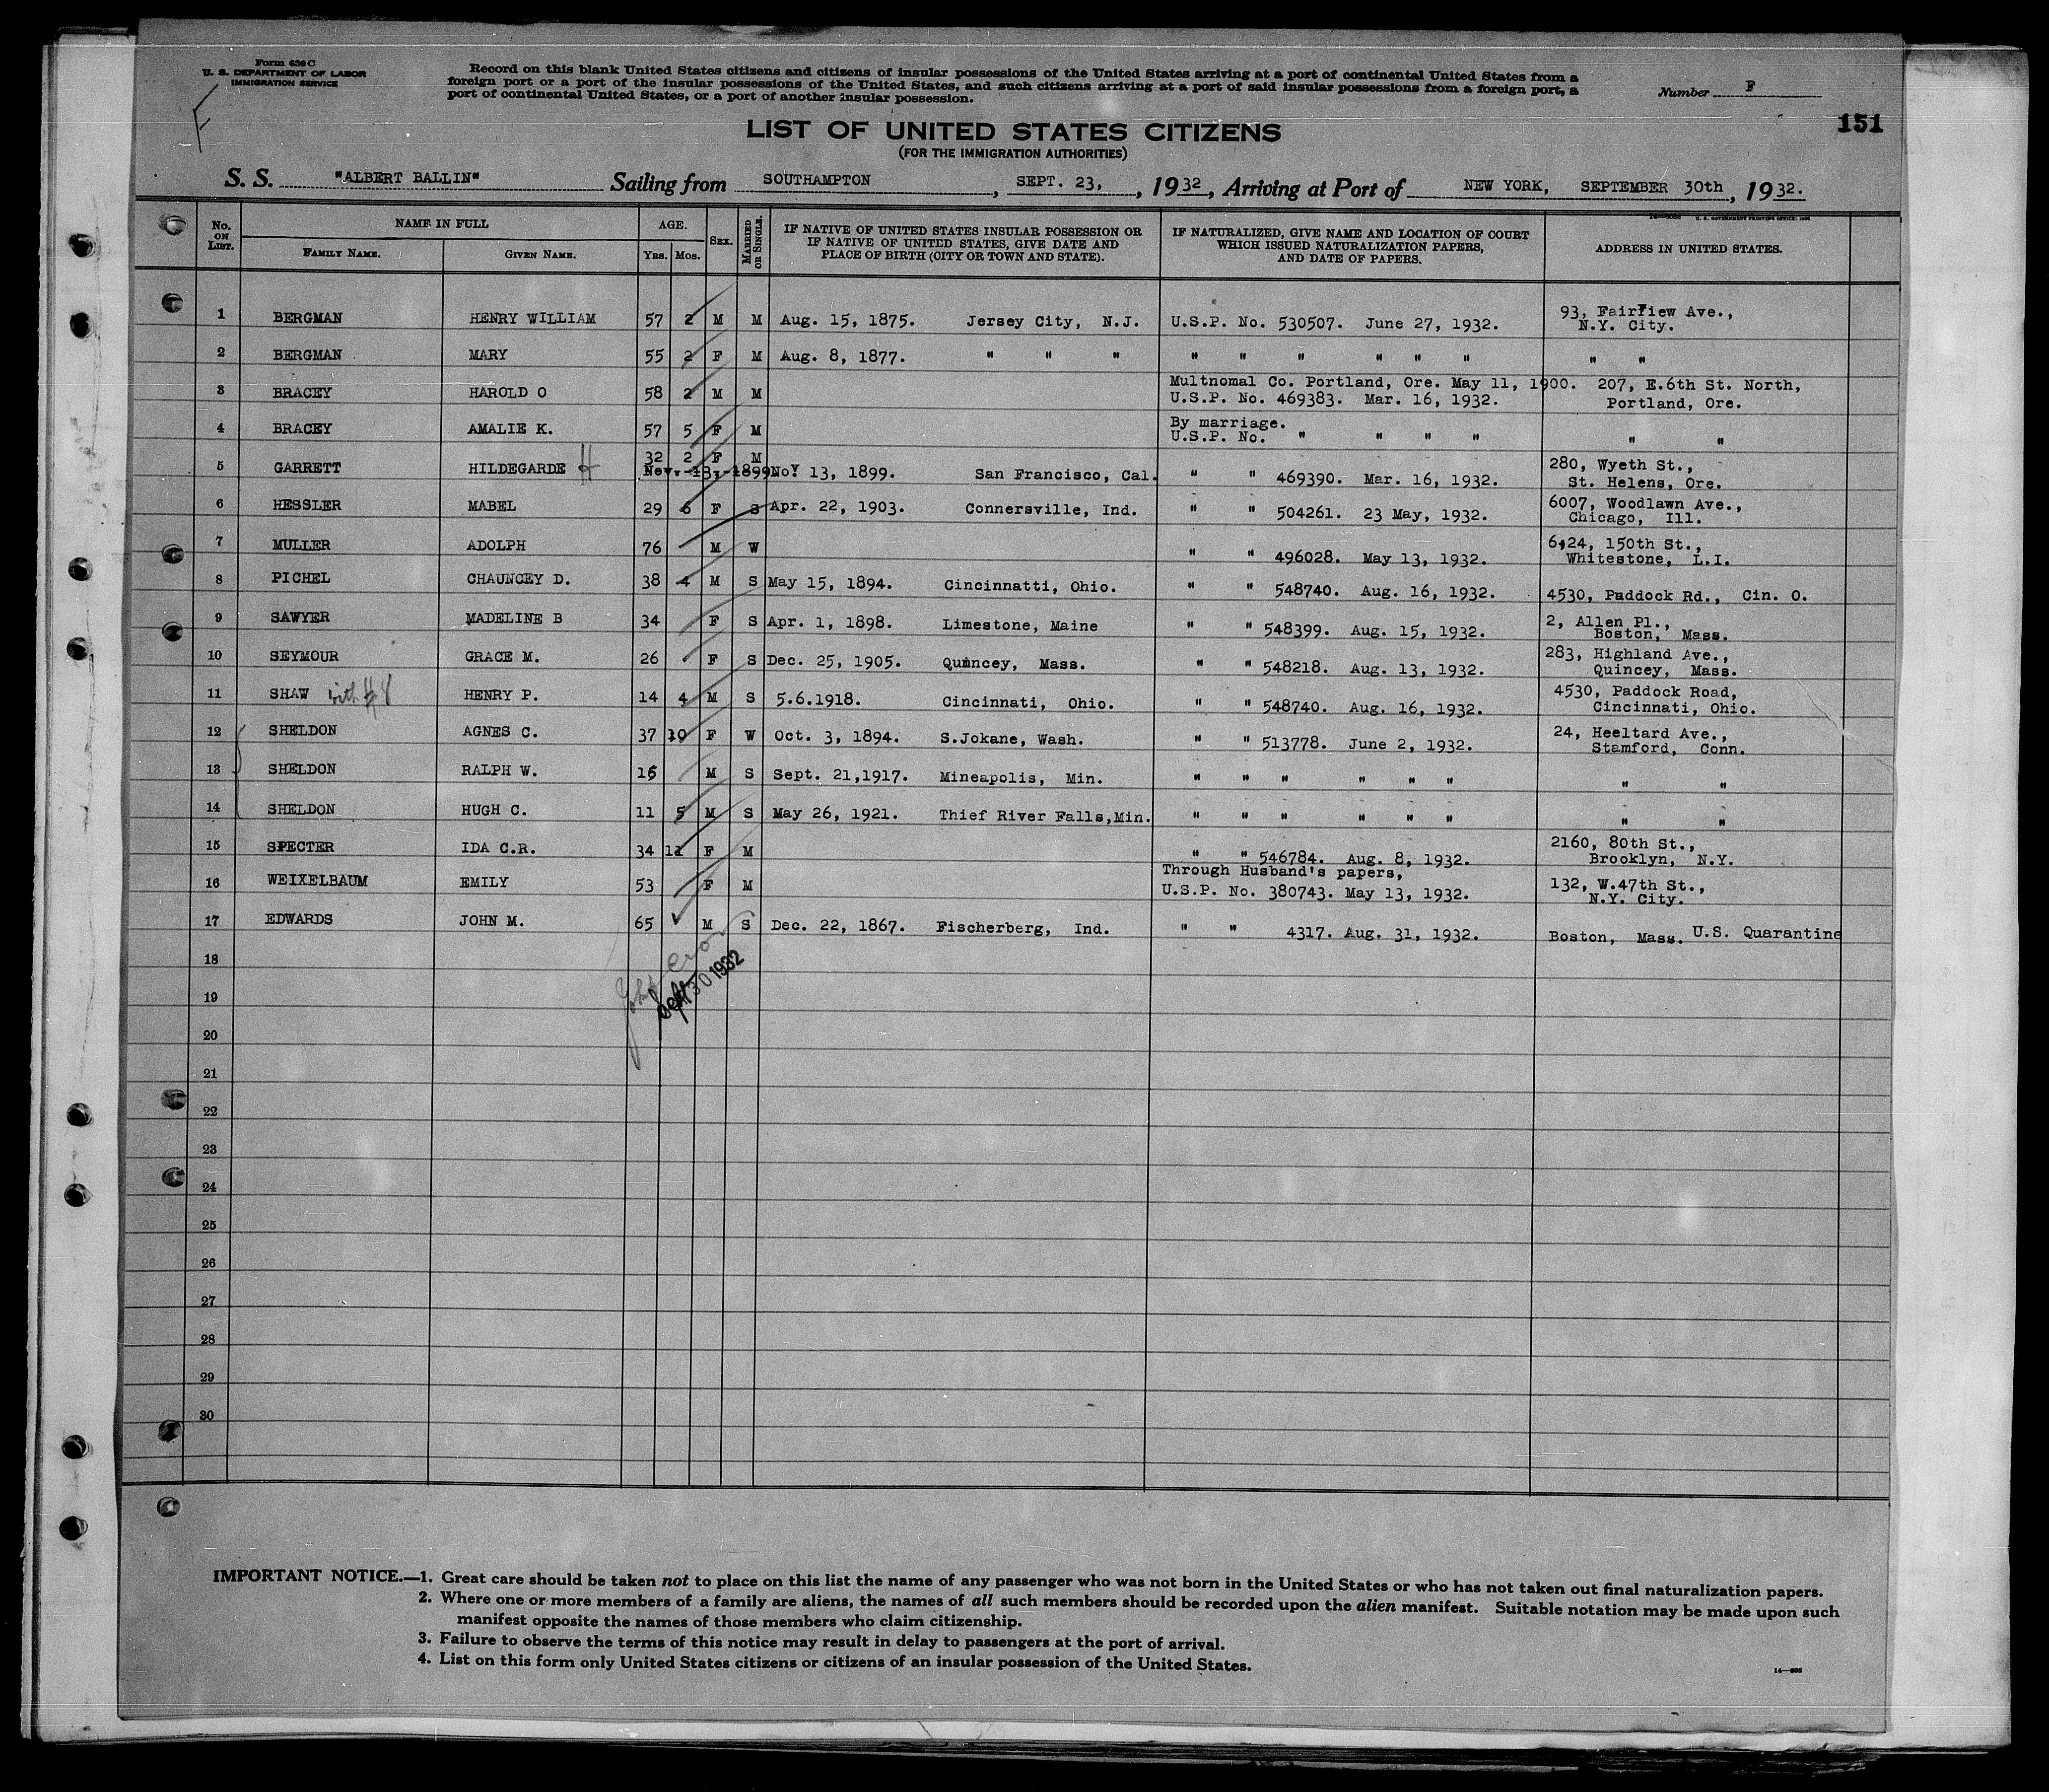 Form 630 C
U. S. DEPARTMENT OF LABOR
IMMIGRATION SERVICE
F
Record on this blank United States citizens and citizens of insular possessions of the United States arriving at a port of continental United States from a
foreign port or a port of the insular possessions of the United States, and such citizens arriving at a port of said insular possessions from a foreign port, a
port of continental United States, or a port of another insular possession.
Number F
151
LIST OF UNITED STATES CITIZENS
(FOR THE IMMIGRATION AUTHORITIES)
S. S. "ALBERT BALLIN" Sailing from SOUTHAMPTON, SEPT. 23, , 1932, Arriving at Port of NEW YORK, SEPTEMBER 30th, 1932.
No. ON LIST. NAME IN FULL FAMILY NAME. GIVEN NAME. AGE. YRS. MOS. SEX. MARRIED OR SINGLE.
IF NATIVE OF UNITED STATES INSULAR POSSESSION OR
IF NATIVE OF UNITED STATES, GIVE DATE AND
PLACE OF BIRTH (CITY OR TOWN AND STATE).
IF NATURALIZED, GIVE NAME AND LOCATION OF COURT
WHICH ISSUED NATURALIZATION PAPERS,
AND DATE OF PAPERS.
ADDRESS IN UNITED STATES.
1 BERGMAN HENRY WILLIAM 57 2 M M Aug. 15, 1875. Jersey City, N.J. U.S.P. No. 530507. June 27, 1932. 93, Fairview Ave.,
N.Y. City.
2 BERGMAN MARY 55 2 F M Aug. 8, 1877. " " " " " " " " " " "
3 BRACEY HAROLD O 58 2 M M Multnomal Co. Portland, Ore. May 11, 1900. 207, E.6th St. North,
U.S.P. No. 469383. Mar. 16, 1932. Portland, Ore.
4 BRACEY AMALIE K. 57 5 F M By marriage.
U.S.P. No. " " " " " "
5 GARRETT HILDEGARDE H 32 2 F M 280, Wyeth St.,
Nov. 13, 1899 Nov 13, 1899. San Francisco, Cal. " " 469390. Mar. 16, 1932. St. Helens, Ore.
6 HESSLER MABEL 29 6 F S Apr. 22, 1903. Connersville, Ind. " " 504261. 23 May, 1932. 6007, Woodlawn Ave.,
Chicago, Ill.
7 MULLER ADOLPH 76 M W " " 496028. May 13, 1932. 6,24, 150th St.,
Whitestone, L.I.
8 PICHEL CHAUNCEY D. 38 4 M S May 15, 1894. Cincinnatti, Ohio. " " 548740. Aug. 16, 1932. 4530, Paddock Rd., Cin. O.
9 SAWYER MADELINE B 34 F S Apr. 1, 1898. Limestone, Maine " " 548399. Aug. 15, 1932. 2, Allen Pl.,
Boston, Mass.
10 SEYMOUR GRACE M. 26 F S Dec. 25, 1905. Quincey, Mass. " " 548218. Aug. 13, 1932. 283, Highland Ave.,
Quincey, Mass.
11 SHAW with #8 HENRY P. 14 4 M S 5.6.1918. Cincinnati, Ohio. " " 548740. Aug. 16, 1932. 4530, Paddock Road,
Cincinnati, Ohio.
12 SHELDON AGNES C. 37 10 F W Oct. 3, 1894. S.Jokane, Wash. " " 513778. June 2, 1932. 24, Heeltard Ave.,
Stamford, Conn.
13 SHELDON RALPH W. 15 M S Sept. 21,1917. Mineapolis, Min. " " " " " " " "
14 SHELDON HUGH C. 11 5 M S May 26, 1921. Thief River Falls,Min. " " " " " " " "
15 SPECTER IDA C.R. 34 11 F M " " 546784. Aug. 8, 1932. 2160, 80th St.,
Brooklyn, N.Y.
16 WEIXELBAUM EMILY 53 F M Through Husband's papers,
U.S.P. No. 380743. May 13, 1932. 132, W.47th St.,
N.Y. City.
17 EDWARDS JOHN M. 65 M S Dec. 22, 1867. Fischerberg, Ind. " " 4317. Aug. 31, 1932. Boston, Mass. U.S. Quarantine
Sept 30 1932
18
19
20
21
22
23
24
25
26
27
28
29
30
IMPORTANT NOTICE.—1. Great care should be taken not to place on this list the name of any passenger who was not born in the United States or who has not taken out final naturalization papers.
2. Where one or more members of a family are aliens, the names of all such members should be recorded upon the alien manifest. Suitable notation may be made upon such
manifest opposite the names of those members who claim citizenship.
3. Failure to observe the terms of this notice may result in delay to passengers at the port of arrival.
4. List on this form only United States citizens or citizens of an insular possession of the United States.